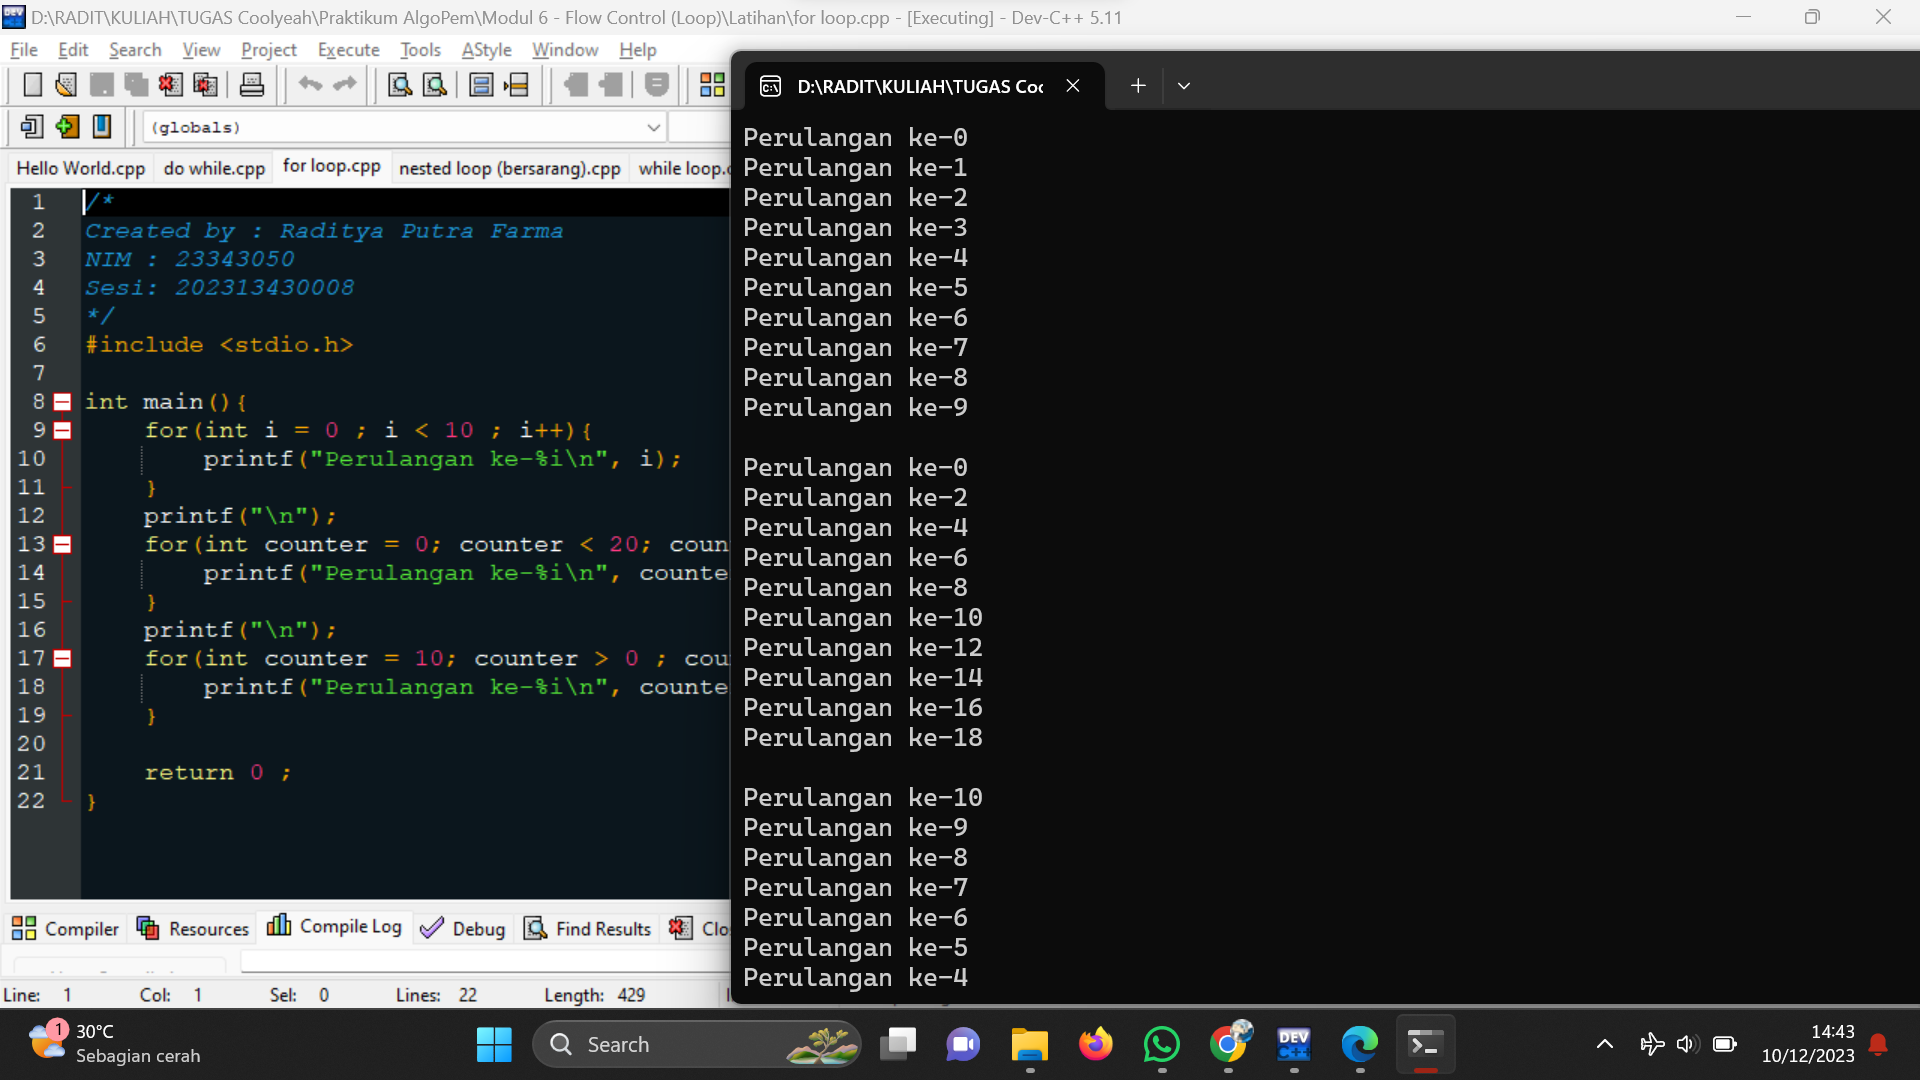 D:\RADIT\KULIAH\TUGAS Coolyeah\Praktikum AlgoPem\Modul 6 - Flow Control (Loop)\Latihan\for loop.cpp - [Executing] - Dev-C++ 5.11
File Edit Search View Project Execute Tools AStyle Window Help
(globals)
Hello World.cpp do while.cpp for loop.cpp nested loop (bersarang).cpp while loop.c
1 /*
2 Created by : Raditya Putra Farma
3 NIM : 23343050
4 Sesi: 202313430008
5 */
6 #include <stdio.h>
7
8 int main(){
9 for(int i = 0 ; i < 10 ; i++){
10 printf("Perulangan ke-%i\n", i);
11 }
12 printf("\n");
13 for(int counter = 0; counter < 20; coun
14 printf("Perulangan ke-%i\n", counte
15 }
16 printf("\n");
17 for(int counter = 10; counter > 0 ; cou
18 printf("Perulangan ke-%i\n", counte
19 }
20
21 return 0 ;
22 }
Compiler Resources Compile Log Debug Find Results Clo
Line: 1 Col: 1 Sel: 0 Lines: 22 Length: 429
D:\RADIT\KULIAH\TUGAS Coo
Perulangan ke-0
Perulangan ke-1
Perulangan ke-2
Perulangan ke-3
Perulangan ke-4
Perulangan ke-5
Perulangan ke-6
Perulangan ke-7
Perulangan ke-8
Perulangan ke-9
Perulangan ke-0
Perulangan ke-2
Perulangan ke-4
Perulangan ke-6
Perulangan ke-8
Perulangan ke-10
Perulangan ke-12
Perulangan ke-14
Perulangan ke-16
Perulangan ke-18
Perulangan ke-10
Perulangan ke-9
Perulangan ke-8
Perulangan ke-7
Perulangan ke-6
Perulangan ke-5
Perulangan ke-4
1
30°C
Sebagian cerah
Search
DEV
C++
14:43
10/12/2023